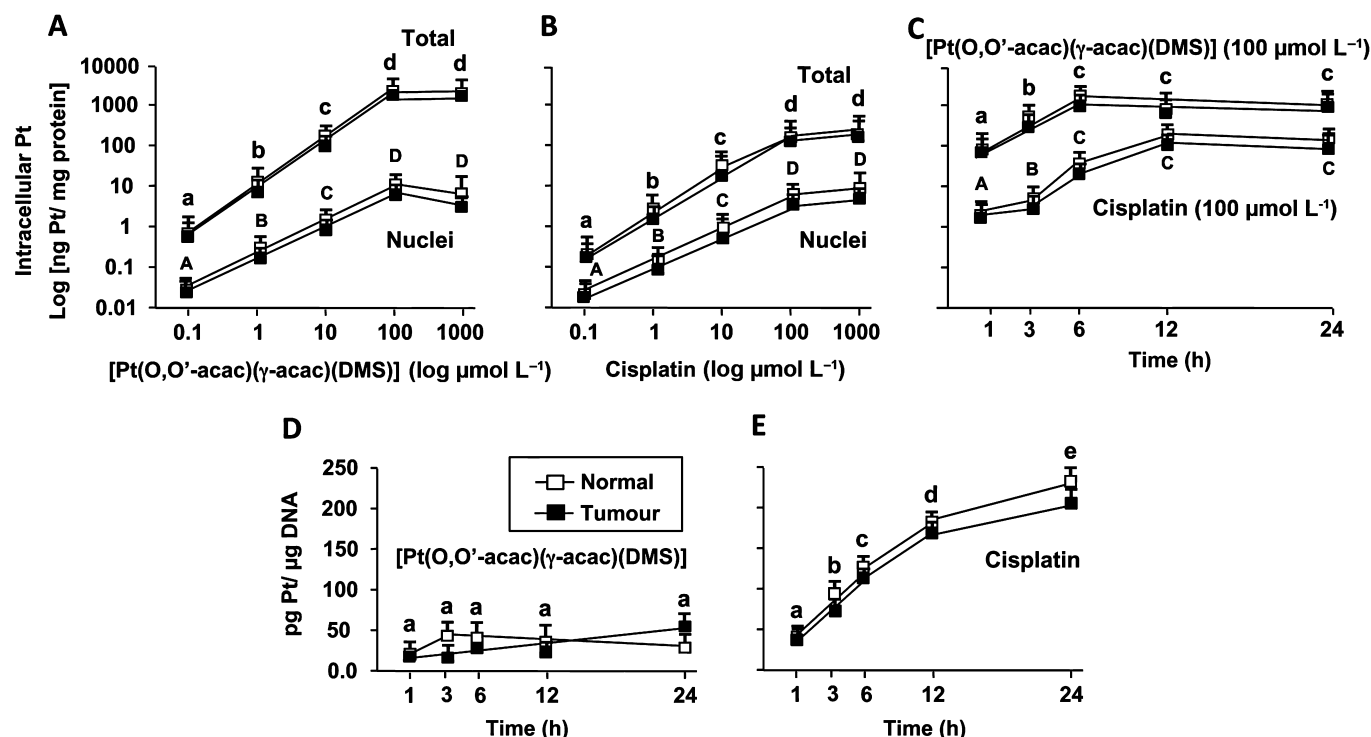 A
Total
Intracellular Pt
Log [ng Pt/ mg protein]
10000
1000
100
10
1
0.1
0.01
a
b
c
d
d
A
B
C
D
D
Nuclei
0.1
1
10
100
1000
[Pt(O,O'-acac)(γ-acac)(DMS)] (log µmol L⁻¹)
B
Total
a
b
c
d
d
A
B
C
D
D
Nuclei
0.1
1
10
100
1000
Cisplatin (log µmol L⁻¹)
C
[Pt(O,O'-acac)(γ-acac)(DMS)] (100 µmol L⁻¹)
a
b
c
c
c
A
B
C
C
C
Cisplatin (100 µmol L⁻¹)
1
3
6
12
24
Time (h)
D
pg Pt/ µg DNA
250
200
150
100
50
0.0
Normal
Tumour
[Pt(O,O'-acac)(γ-acac)(DMS)]
a
a
a
a
a
1
3
6
12
24
Time (h)
E
a
b
c
d
e
Cisplatin
1
3
6
12
24
Time (h)